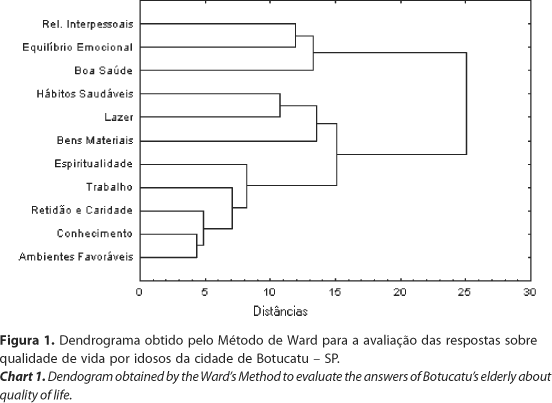 Rel. Interpessoais
Equilíbrio Emocional
Boa Saúde
Hábitos Saudáveis
Lazer
Bens Materiais
Espiritualidade
Trabalho
Retidão e Caridade
Conhecimento
Ambientes Favoráveis
0 5 10 15 20 25 30
Distâncias
Figura 1. Dendrograma obtido pelo Método de Ward para a avaliação das respostas sobre
qualidade de vida por idosos da cidade de Botucatu – SP.
Chart 1. Dendogram obtained by the Ward's Method to evaluate the answers of Botucatu's elderly about
quality of life.